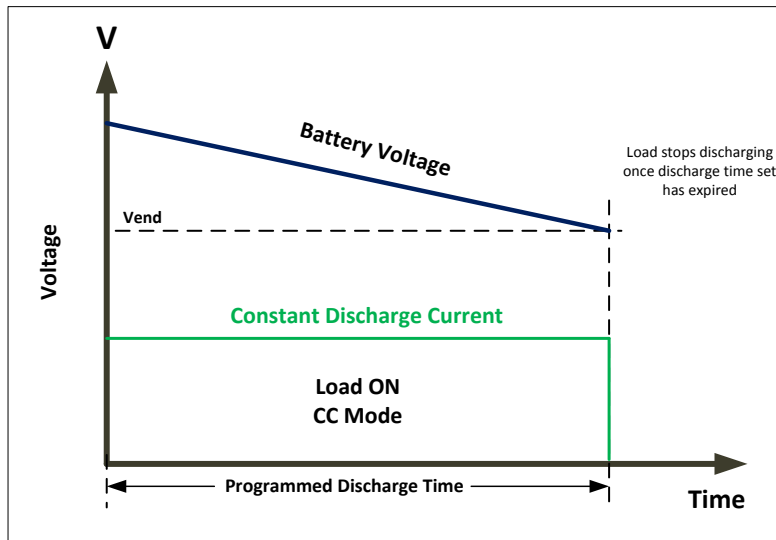 V
Battery Voltage
Load stops discharging
once discharge time set
has expired
Vend
Voltage
Constant Discharge Current
Load ON
CC Mode
Programmed Discharge Time
Time